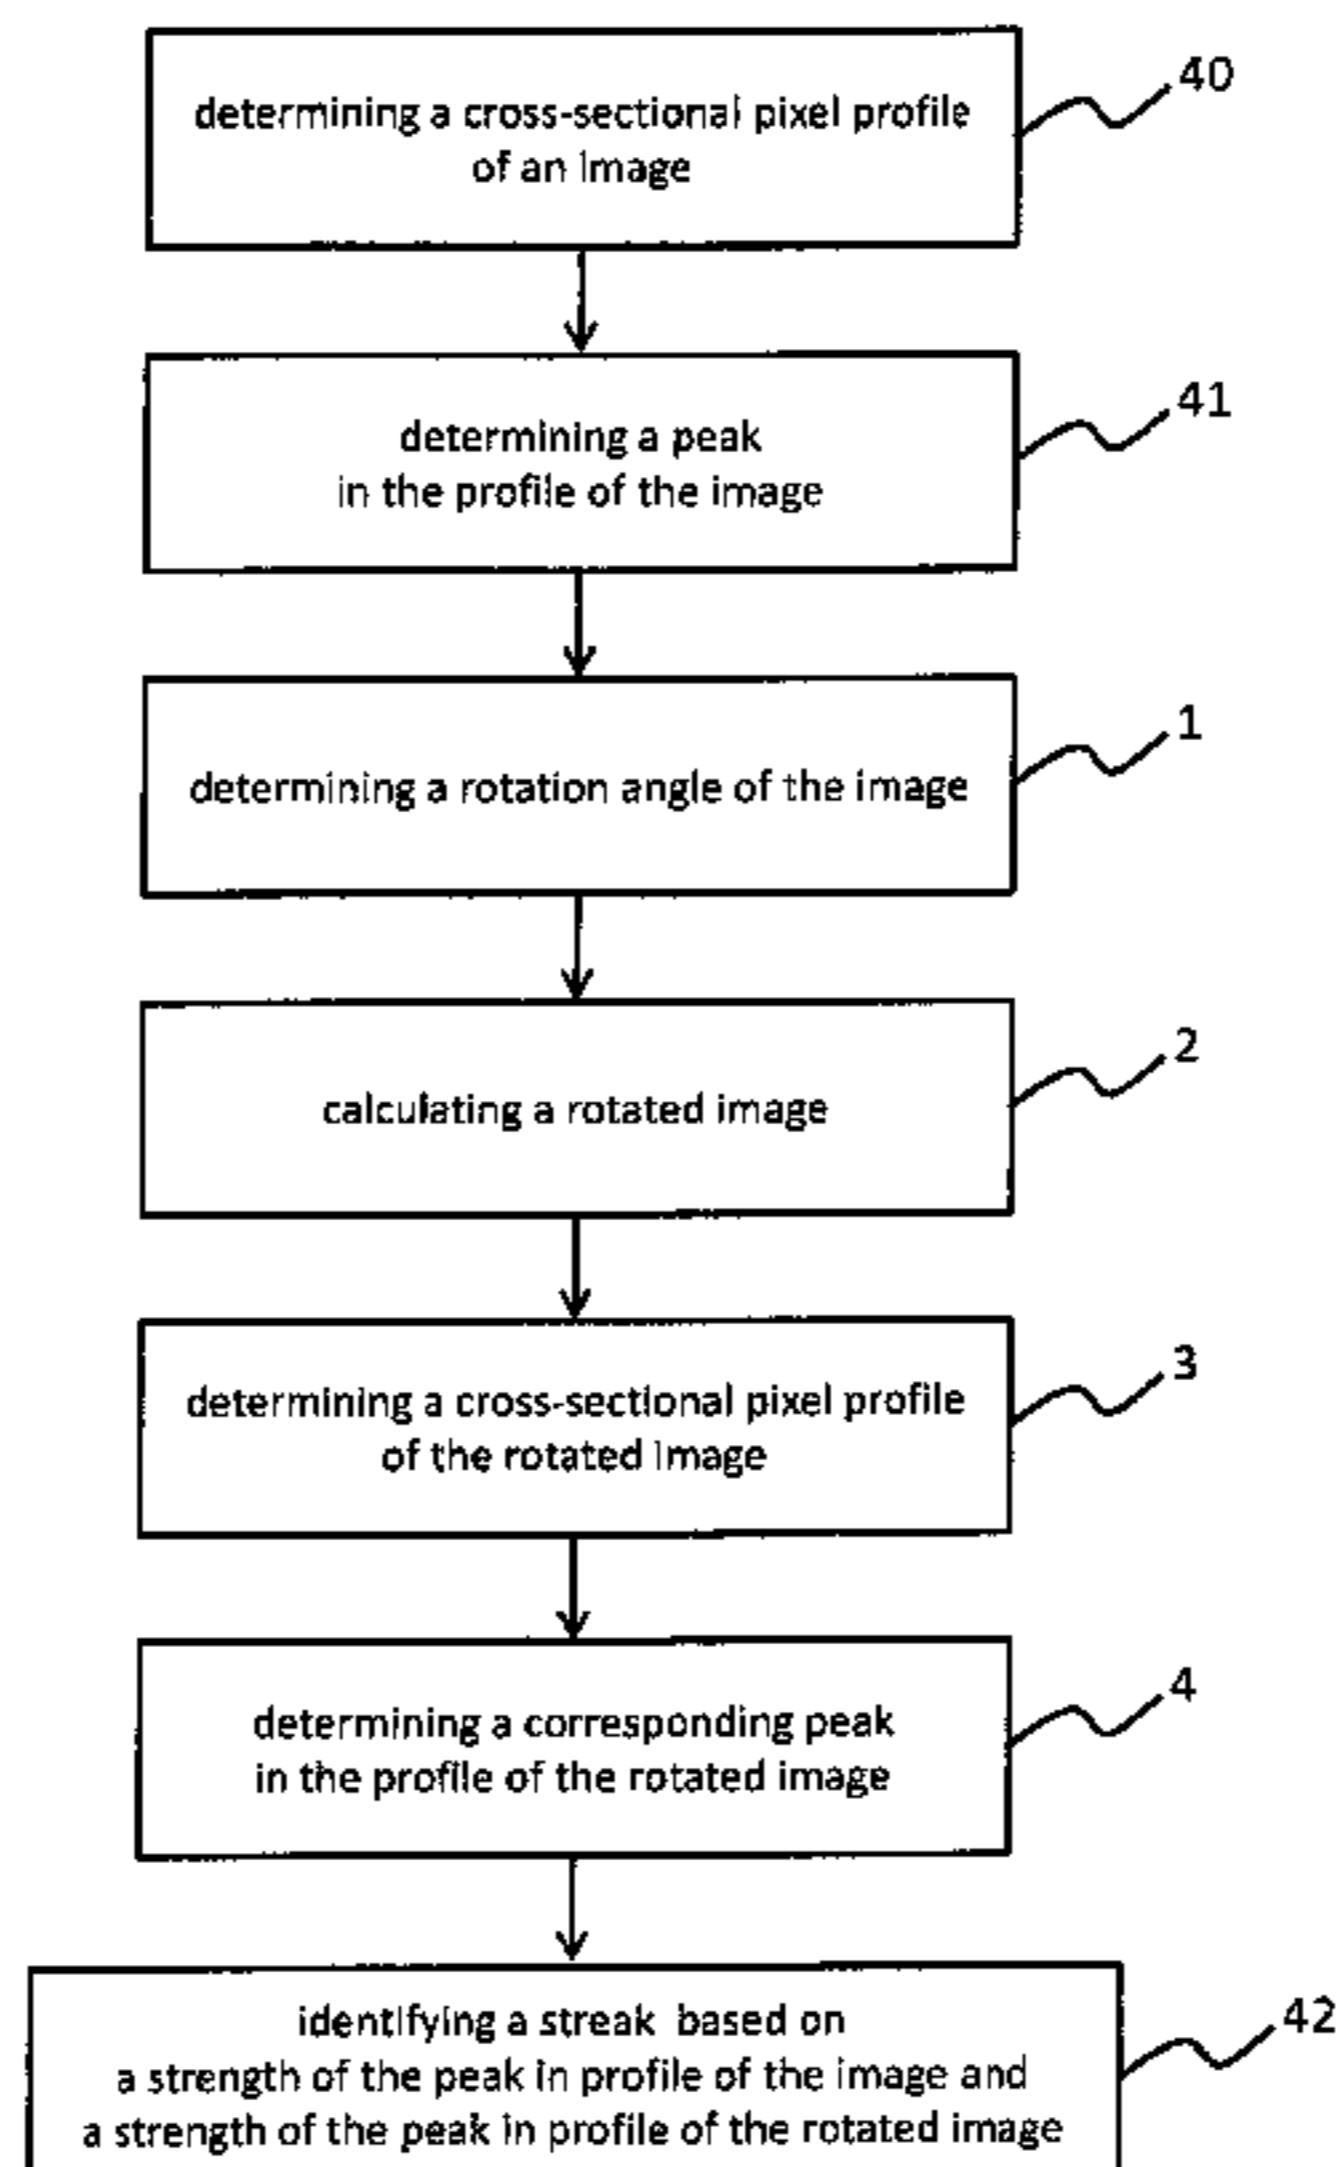 determining a cross-sectional pixel profile
of an image
40
determining a peak
in the profile of the image
41
determining a rotation angle of the image
1
calculating a rotated image
2
determining a cross-sectional pixel profile
of the rotated image
3
determining a corresponding peak
in the profile of the rotated image
4
identifying a streak based on
a strength of the peak in profile of the image and
a strength of the peak in profile of the rotated image
42